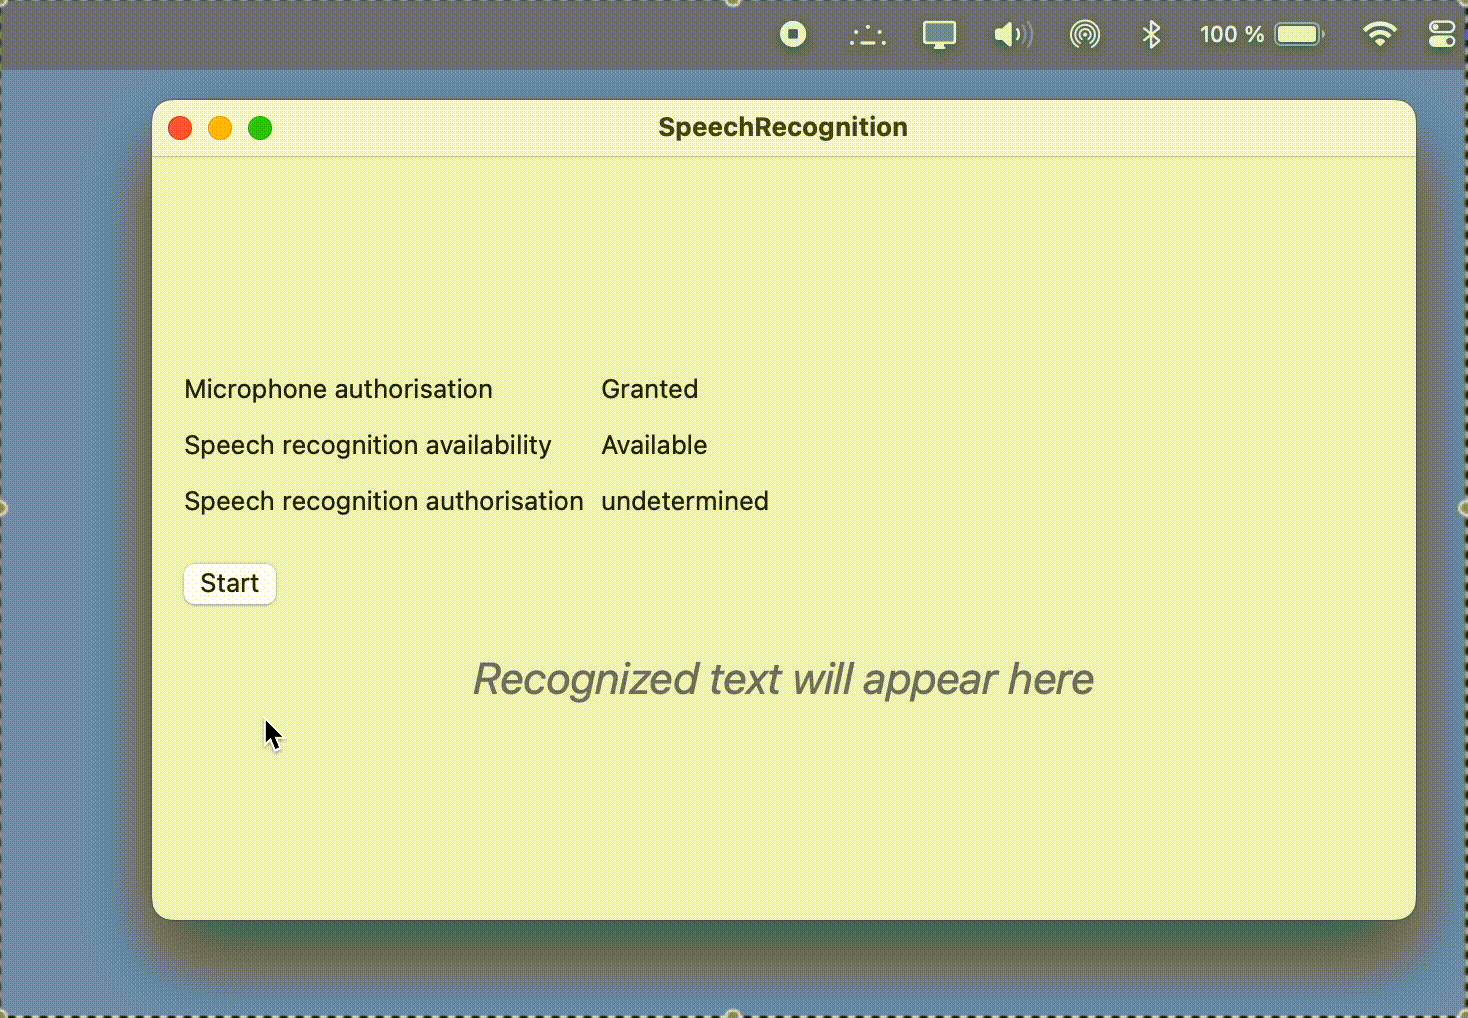 100 %
SpeechRecognition
Microphone authorisation Granted
Speech recognition availability Available
Speech recognition authorisation undetermined
Start
Recognized text will appear here